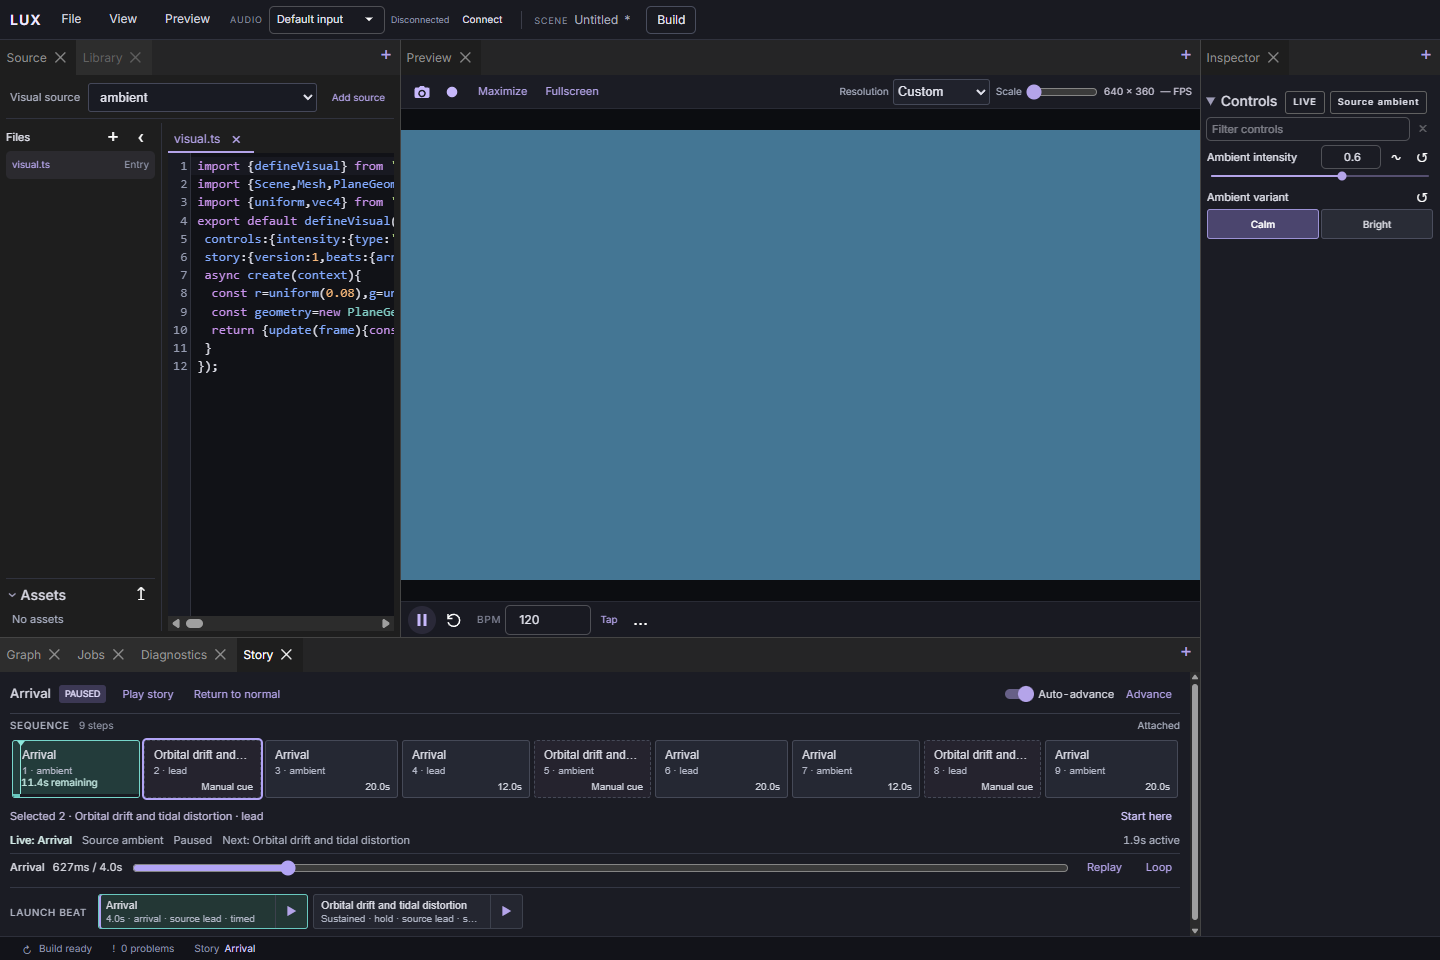 LUX File View Preview AUDIO Default input Disconnected Connect SCENE Untitled * Build
Source Library +
Visual source ambient Add source
Files + ‹
visual.ts Entry
visual.ts ×
1 import {defineVisual} from '
2 import {Scene,Mesh,PlaneGeom
3 import {uniform,vec4} from '
4 export default defineVisual(
5 controls:{intensity:{type:'
6 story:{version:1,beats:{arr
7 async create(context){
8 const r=uniform(0.08),g=un
9 const geometry=new PlaneGe
10 return {update(frame){cons
11 }
12 });
Assets
No assets
Preview +
Maximize Fullscreen Resolution Custom Scale 640 × 360 — FPS
BPM 120 Tap ...
Inspector +
Controls LIVE Source ambient
Filter controls ×
Ambient intensity 0.6
Ambient variant
Calm Bright
Graph Jobs Diagnostics Story +
Arrival PAUSED Play story Return to normal Auto-advance Advance
SEQUENCE 9 steps Attached
Arrival
1 · ambient
11.4s remaining
Orbital drift and...
2 · lead
Manual cue
Arrival
3 · ambient
20.0s
Arrival
4 · lead
12.0s
Orbital drift and...
5 · ambient
Manual cue
Arrival
6 · lead
20.0s
Arrival
7 · ambient
12.0s
Orbital drift and...
8 · lead
Manual cue
Arrival
9 · ambient
20.0s
Selected 2 · Orbital drift and tidal distortion · lead Start here
Live: Arrival Source ambient Paused Next: Orbital drift and tidal distortion 1.9s active
Arrival 627ms / 4.0s Replay Loop
LAUNCH BEAT
Arrival
4.0s · arrival · source lead · timed
Orbital drift and tidal distortion
Sustained · hold · source lead · s...
Build ready ! 0 problems Story Arrival